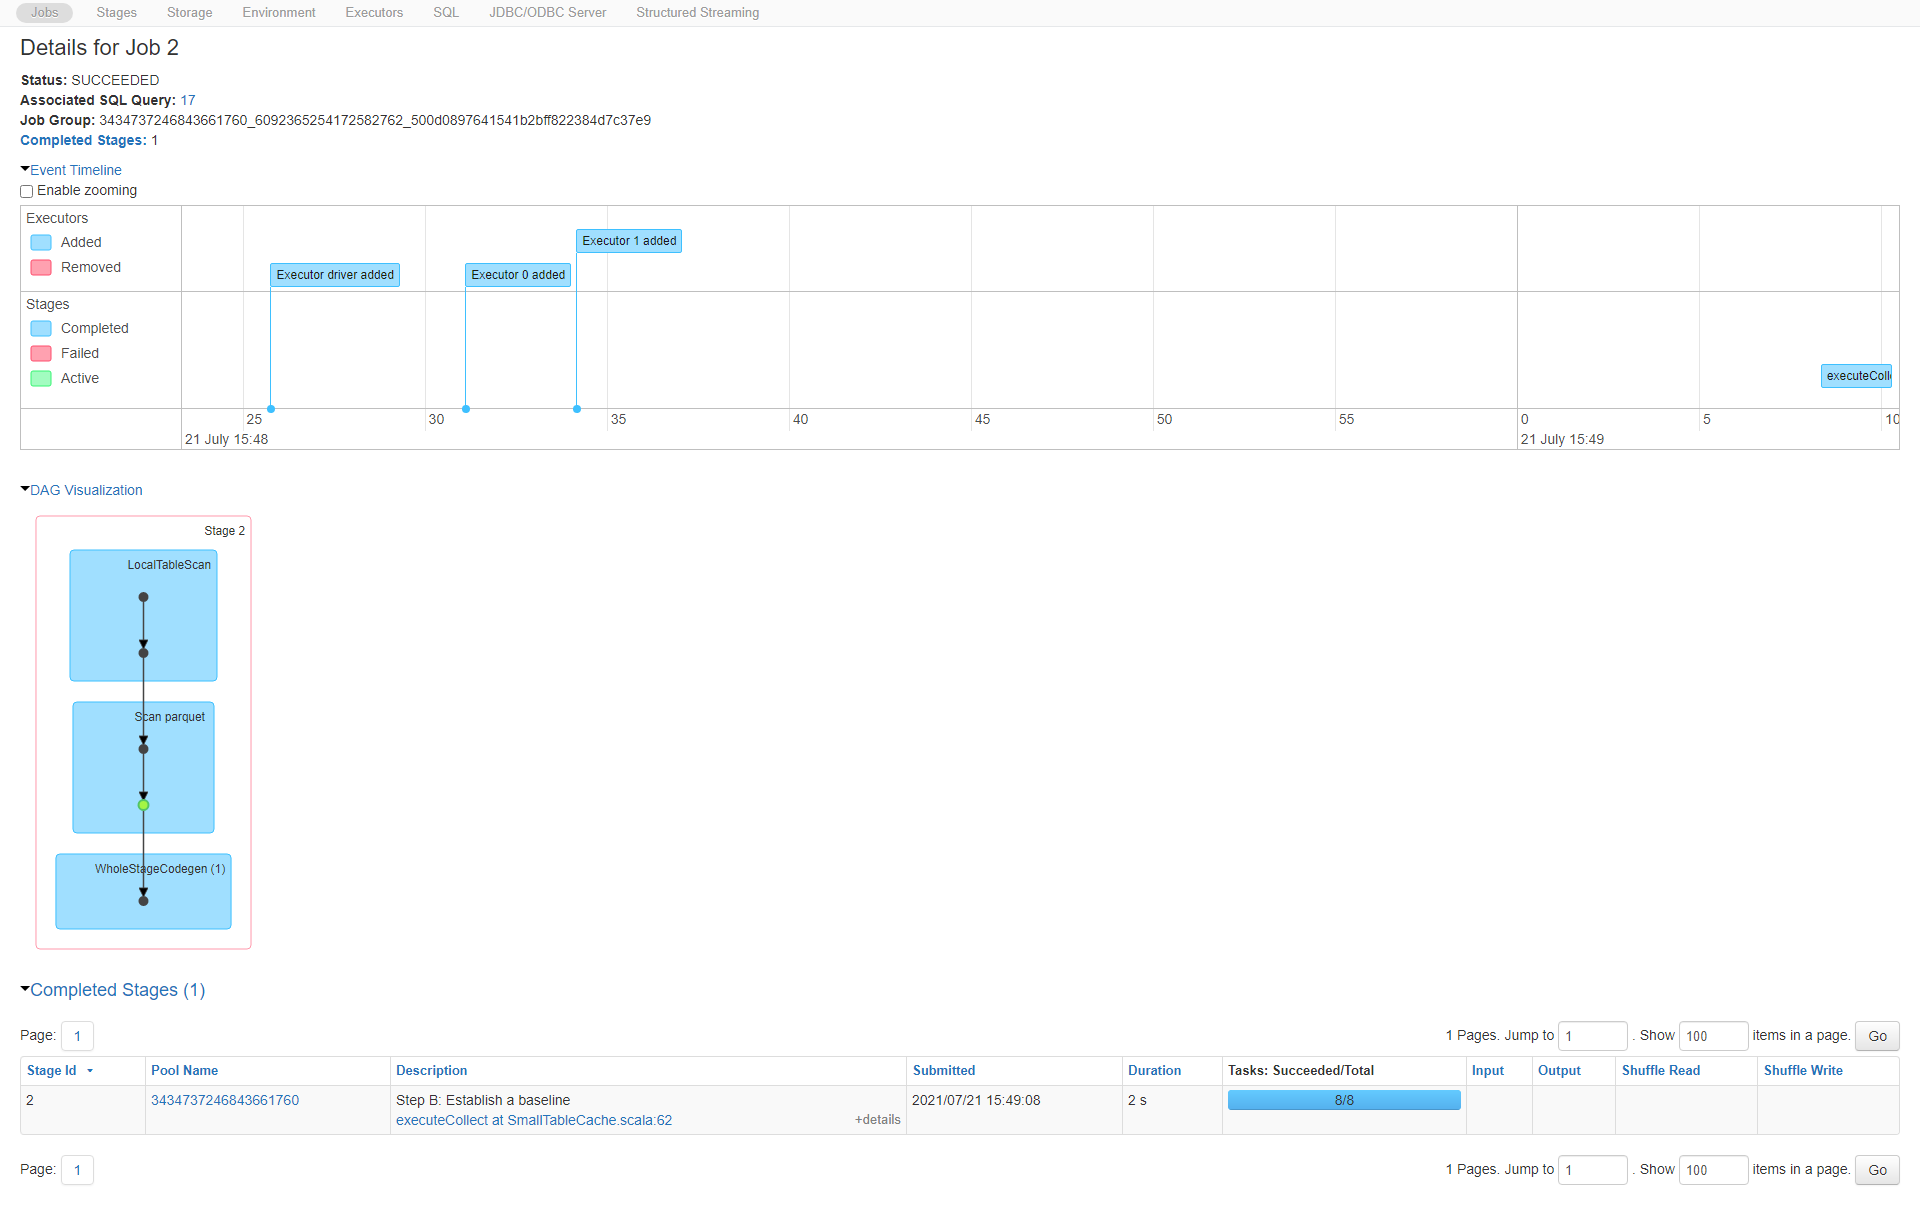 Jobs Stages Storage Environment Executors SQL JDBC/ODBC Server Structured Streaming
Details for Job 2
Status: SUCCEEDED
Associated SQL Query: 17
Job Group: 3434737246843661760_6092365254172582762_500d0897641541b2bff822384d7c37e9
Completed Stages: 1
Event Timeline
Enable zooming
Executors
Added
Removed
Executor driver added
Executor 0 added
Executor 1 added
Stages
Completed
Failed
Active
executeColl
25 30 35 40 45 50 55 0 5 10
21 July 15:48 21 July 15:49
DAG Visualization
Stage 2
LocalTableScan
Scan parquet
WholeStageCodegen (1)
Completed Stages (1)
Page: 1 1 Pages. Jump to 1 . Show 100 items in a page. Go
Stage Id Pool Name Description Submitted Duration Tasks: Succeeded/Total Input Output Shuffle Read Shuffle Write
2 3434737246843661760 Step B: Establish a baseline 2021/07/21 15:49:08 2 s 8/8
executeCollect at SmallTableCache.scala:62 +details
Page: 1 1 Pages. Jump to 1 . Show 100 items in a page. Go